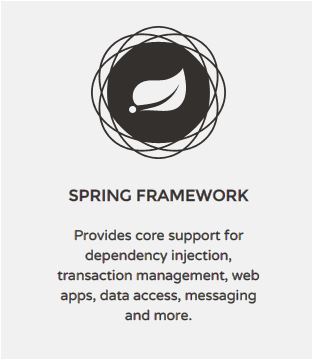 SPRING FRAMEWORK
Provides core support for
dependency injection,
transaction management, web
apps, data access, messaging
and more.